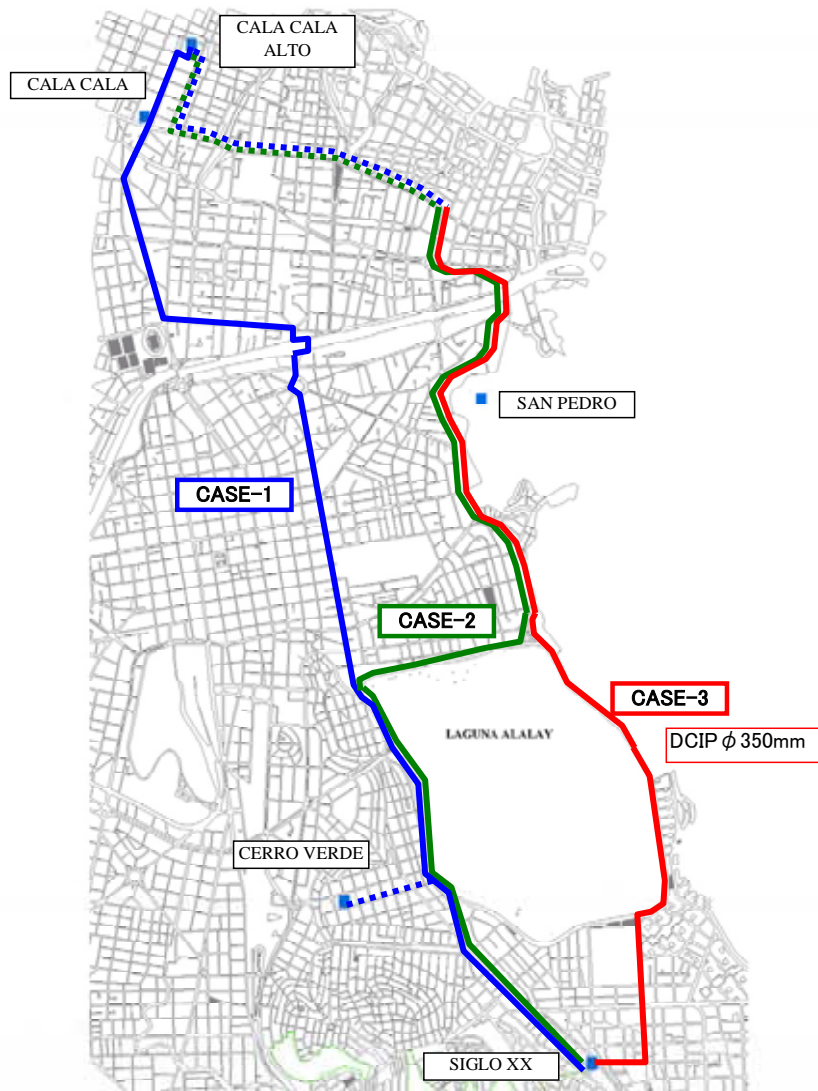 CALA CALA
ALTO
CALA CALA
SAN PEDRO
CASE-1
CASE-2
CASE-3
DCIP φ 350mm
LAGUNA ALALAY
CERRO VERDE
SIGLO XX